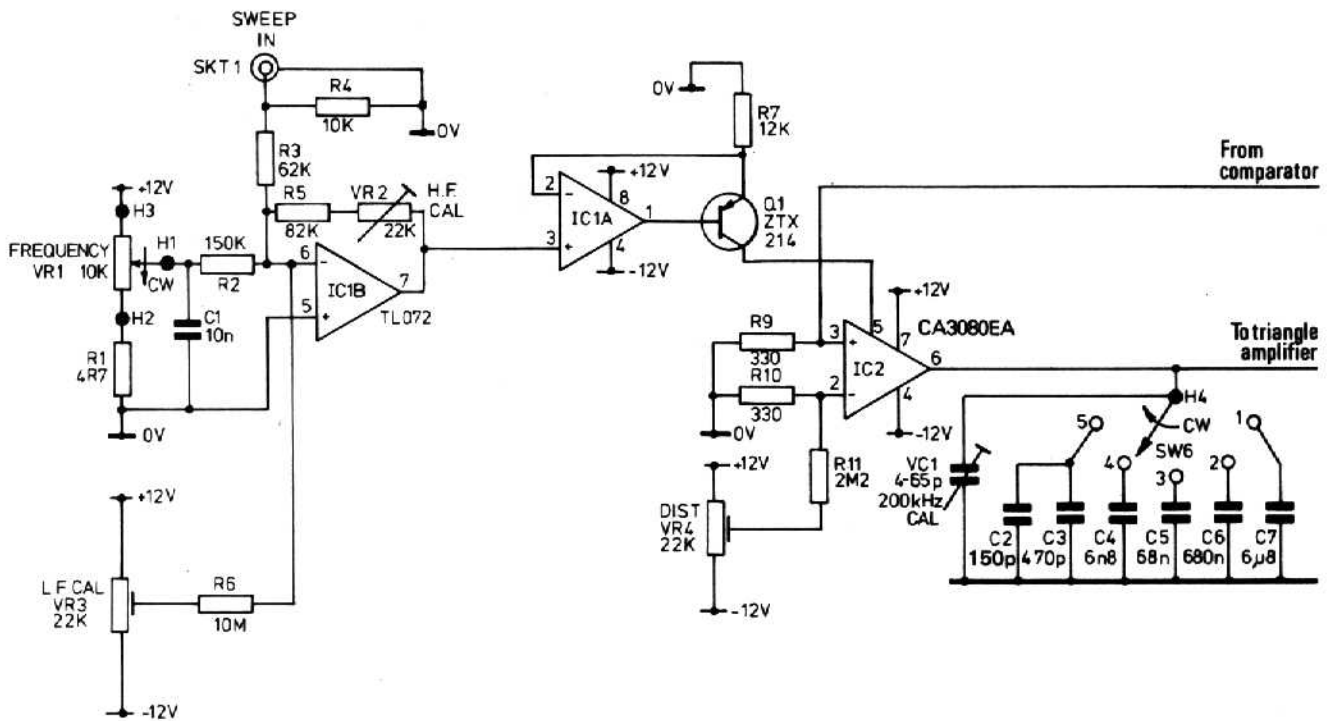 SWEEP
IN
SKT 1
R4
10K
0V
R3
62K
R5
82K
VR2
22K
H.F.
CAL
+12V
H3
FREQUENCY
VR1 10K
H1
CW
150K
R2
H2
C1
10n
R1
4R7
0V
6
5
7
IC1B
TL072
+12V
L.F CAL
VR3
22K
R6
10M
-12V
0V
R7
12K
2
3
+12V
8
IC1A
1
4
-12V
Q1
ZTX
214
From
comparator
R9
330
R10
330
0V
3
2
5
7
6
4
IC2
+12V
CA3080EA
-12V
To triangle
amplifier
R11
2M2
+12V
DIST
VR4
22K
-12V
H4
CW
SW6
5
4
3
2
1
VC1
4-65p
200kHz
CAL
C2
150p
C3
470p
C4
6n8
C5
68n
C6
680n
C7
6µ8